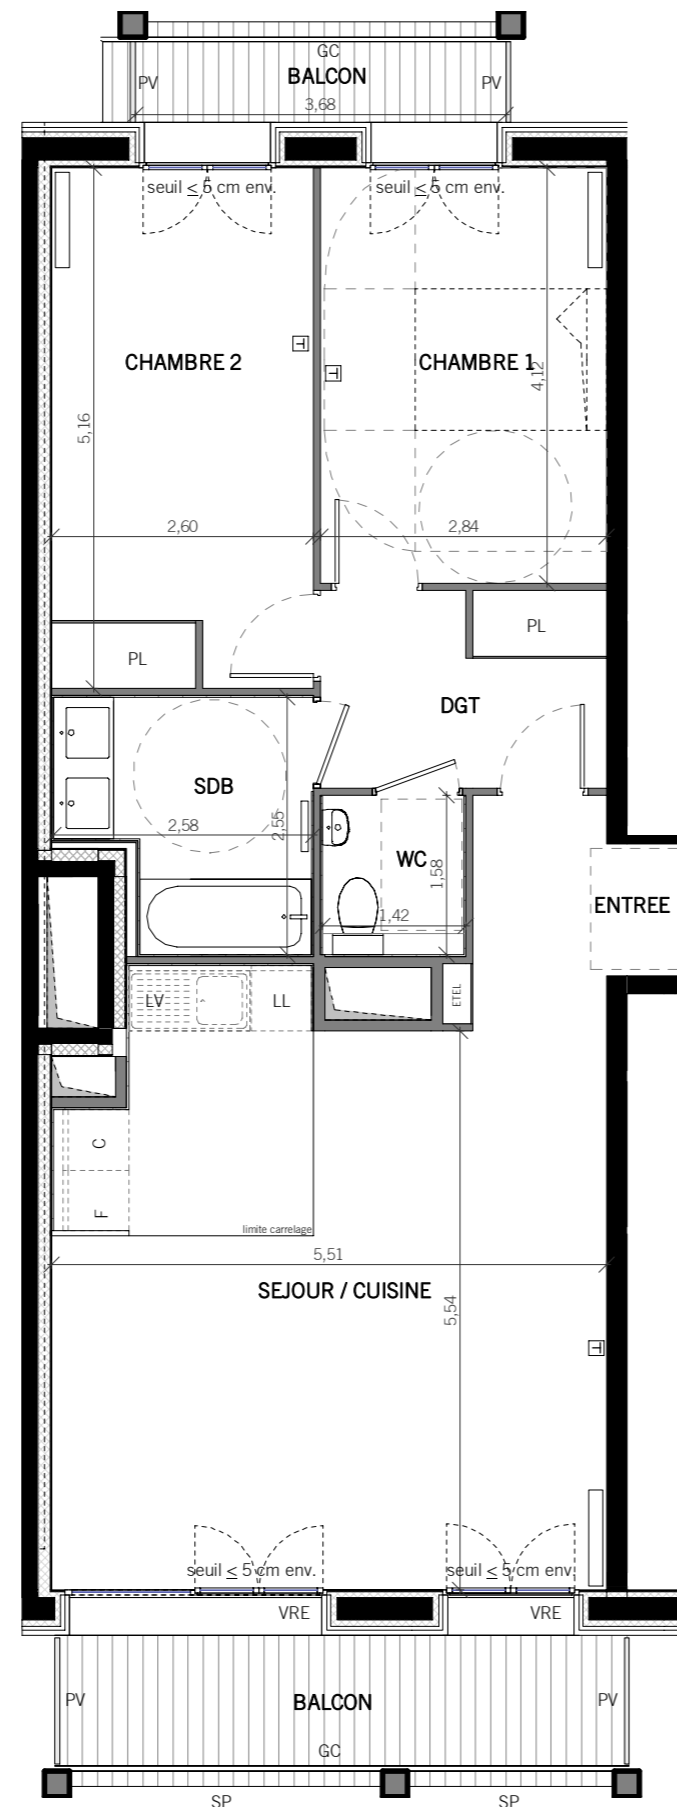 GC
BALCON
PV
PV
3,68
seuil ≤ 5 cm env.
seuil ≤ 5 cm env.
T
T
CHAMBRE 2
CHAMBRE 1
4,12
5,16
2,60
2,84
PL
PL
DGT
SDB
2,58
2,55
WC
1,58
1,42
ENTREE
LV
LL
ETEL
C
F
limite carrelage
5,51
SEJOUR / CUISINE
5,54
T
seuil ≤ 5 cm env.
seuil ≤ 5 cm env.
VRE
VRE
PV
BALCON
PV
GC
SP
SP